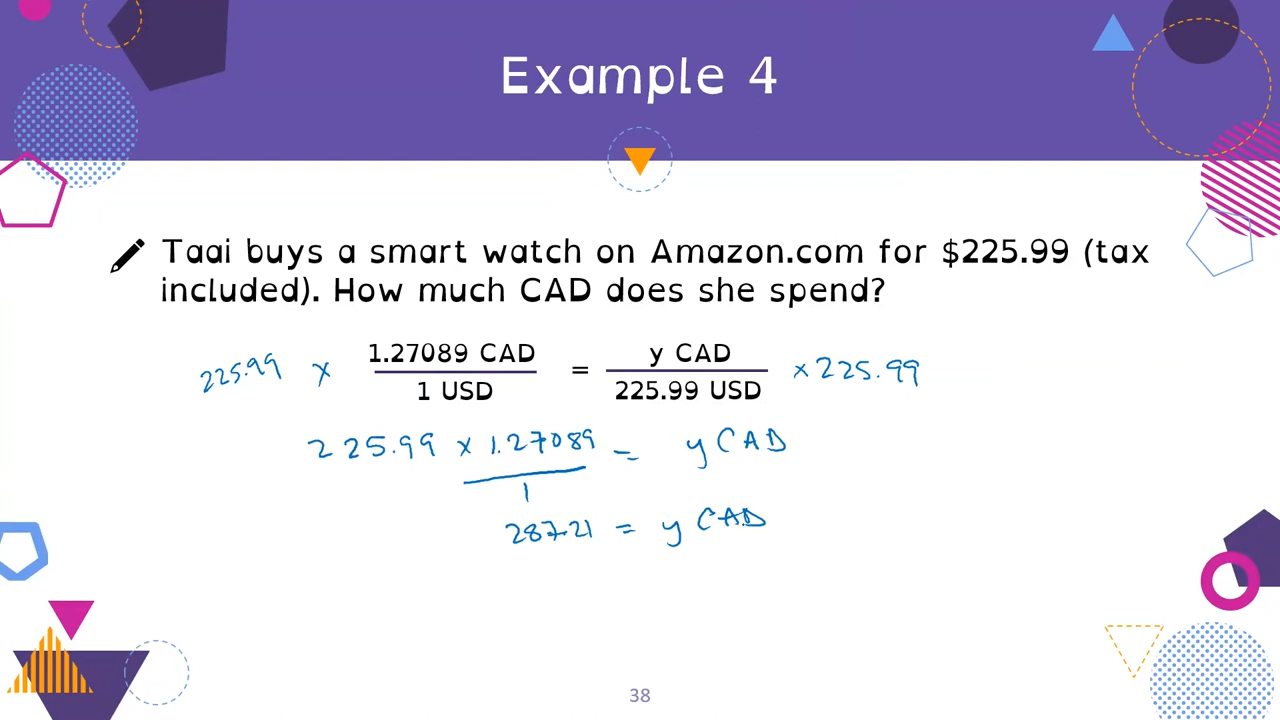 Example 4
Taai buys a smart watch on Amazon.com for $225.99 (tax
included). How much CAD does she spend?
225.99 × 1.27089 CAD / 1 USD = y CAD / 225.99 USD × 225.99
225.99 × 1.27089 / 1 = y CAD
287.21 = y CAD
38